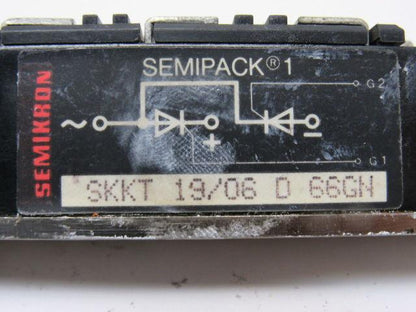 SEMIKRON
SEMIPACK® 1
G2
~
+
−
G1
SKKT 19/06 D 66GN